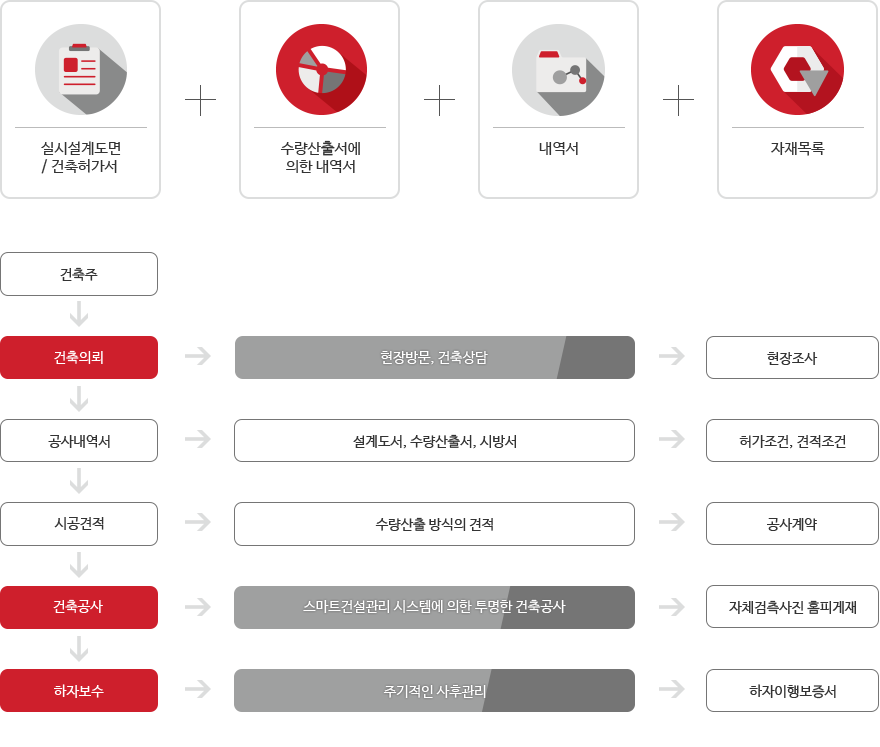 실시설계도면
/ 건축허가서
수량산출서에
의한 내역서
내역서
자재목록
건축주
건축의뢰
현장방문, 건축상담
현장조사
공사내역서
설계도서, 수량산출서, 시방서
허가조건, 견적조건
시공견적
수량산출 방식의 견적
공사계약
건축공사
스마트건설관리 시스템에 의한 투명한 건축공사
자체검측사진 홈피게재
하자보수
주기적인 사후관리
하자이행보증서